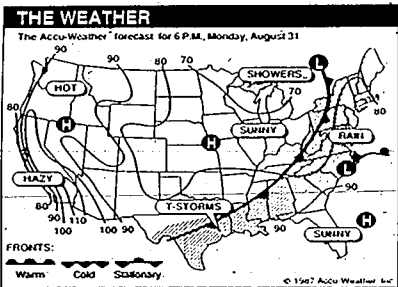 THE WEATHER
The Accu-Weather™ forecast for 6 P.M., Monday, August 31
90
90
80
70
SHOWERS
L
HOT
70
80
80
H
H
SUNNY
RAIN
HAZY
L
90
80
90
100
110
100
90
T-STORMS
90
H
SUNNY
FRONTS:
Warm
Cold
Stationary
© 1987 Accu-Weather, Inc.